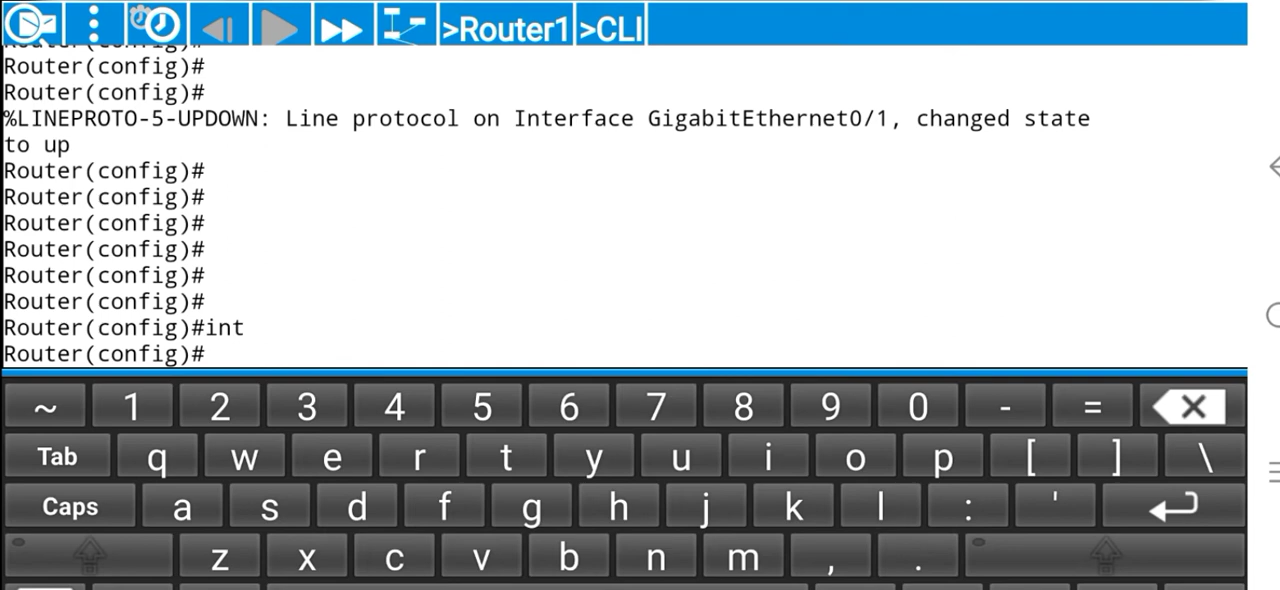 >Router1 >CLI
Router(config)#
Router(config)#
Router(config)#
%LINEPROTO-5-UPDOWN: Line protocol on Interface GigabitEthernet0/1, changed state
to up
Router(config)#
Router(config)#
Router(config)#
Router(config)#
Router(config)#
Router(config)#
Router(config)#int
Router(config)#
~ 1 2 3 4 5 6 7 8 9 0 - =
Tab q w e r t y u i o p [ ] \
Caps a s d f g h j k l : '
z x c v b n m , .